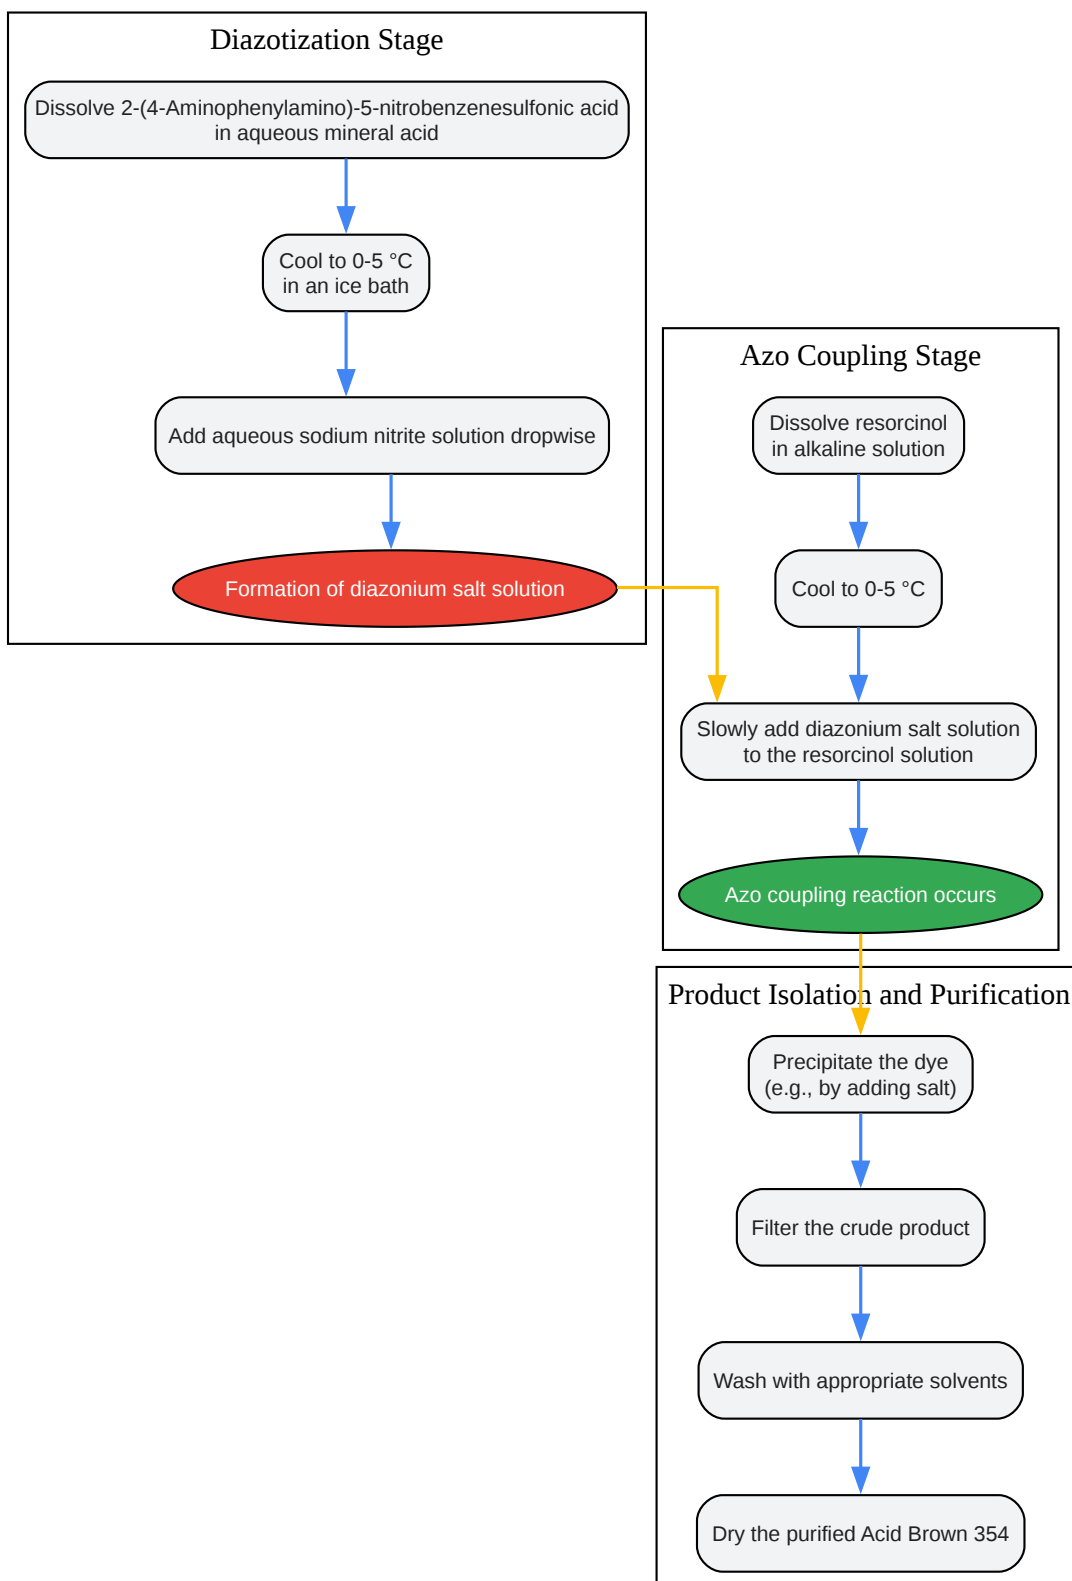 Diazotization Stage
Dissolve 2-(4-Aminophenylamino)-5-nitrobenzenesulfonic acid
in aqueous mineral acid
Cool to 0-5 °C
in an ice bath
Add aqueous sodium nitrite solution dropwise
Formation of diazonium salt solution
Azo Coupling Stage
Dissolve resorcinol
in alkaline solution
Cool to 0-5 °C
Slowly add diazonium salt solution
to the resorcinol solution
Azo coupling reaction occurs
Product Isolation and Purification
Precipitate the dye
(e.g., by adding salt)
Filter the crude product
Wash with appropriate solvents
Dry the purified Acid Brown 354